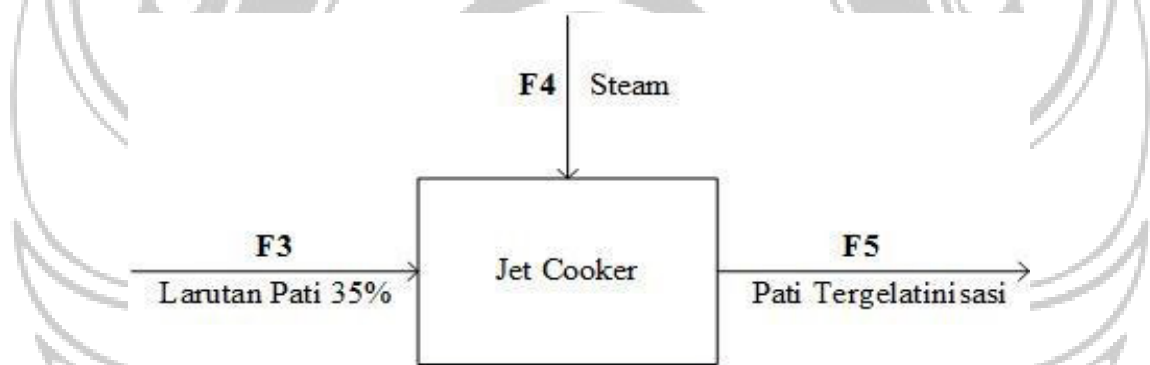 F4 Steam
F3
Larutan Pati 35%
Jet Cooker
F5
Pati Tergelatinisasi